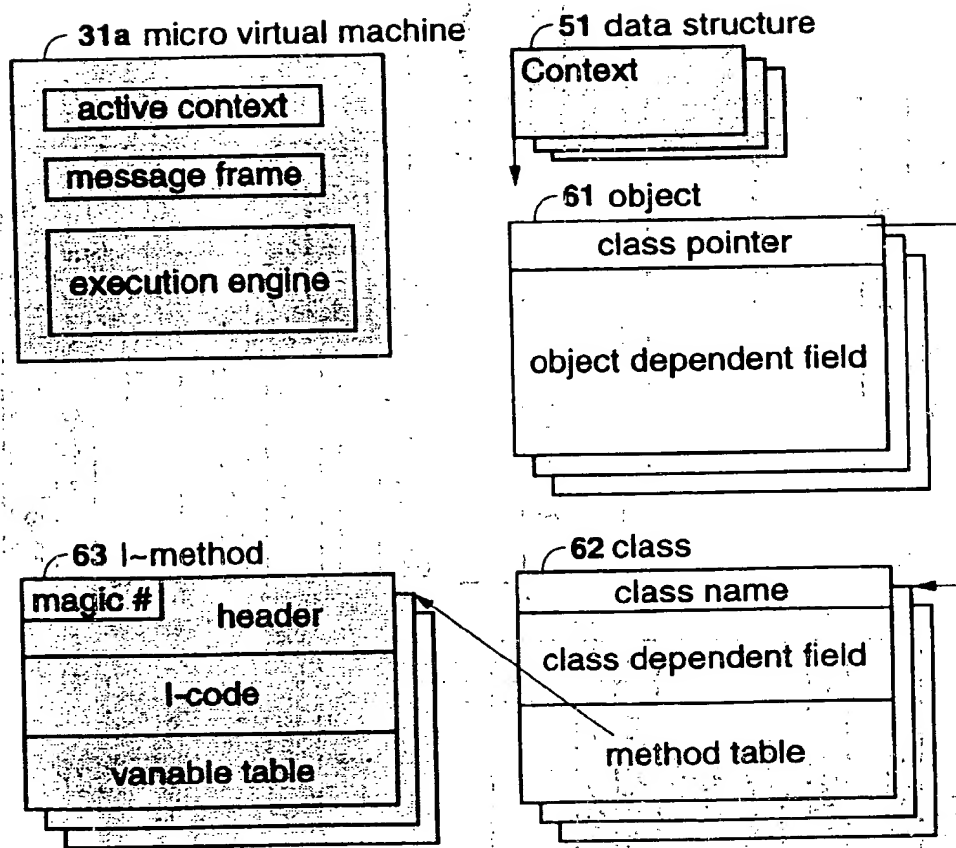 31a micro virtual machine
active context
message frame
execution engine
51 data structure
Context
61 object
class pointer
object dependent field
63 I~method
magic #
header
I-code
vanable table
62 class
class name
class dependent field
method table